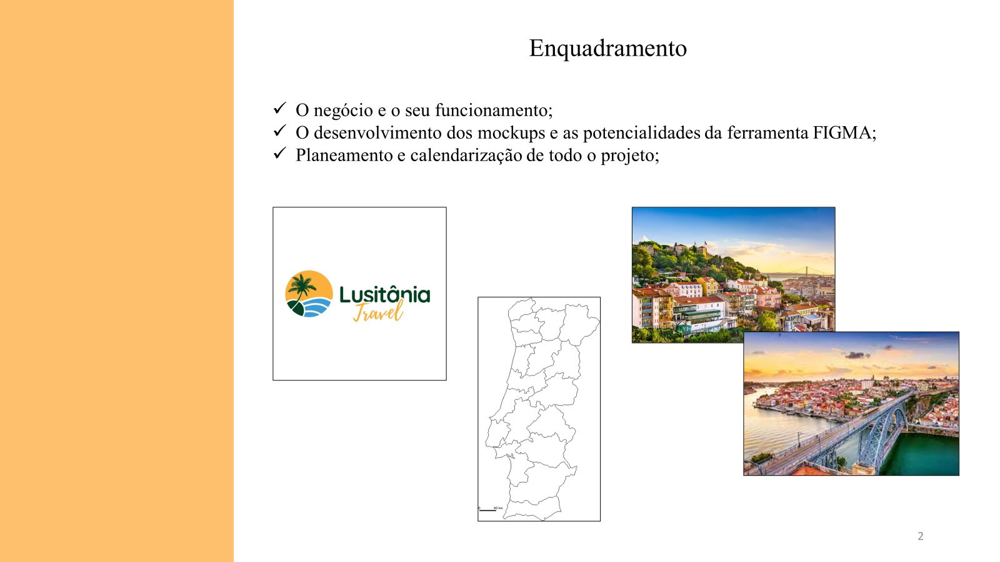 Enquadramento
✓ O negócio e o seu funcionamento;
✓ O desenvolvimento dos mockups e as potencialidades da ferramenta FIGMA;
✓ Planeamento e calendarização de todo o projeto;
Lusitânia
Travel
0 40 km
2